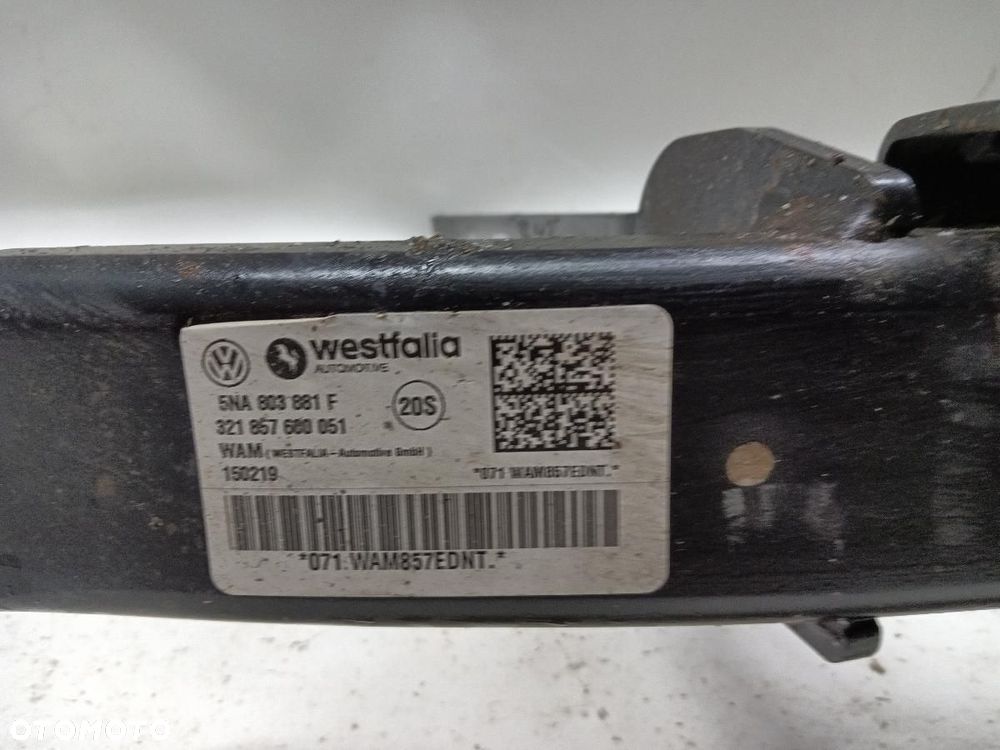 westfalia
AUTOMOTIVE
5NA 803 881 F
20S
321 857 680 051
WAM ( WESTFALIA - Automotive GmbH )
150219
*071 WAM857EDNT.*
*071 WAM857EDNT.*
OTOMOTO